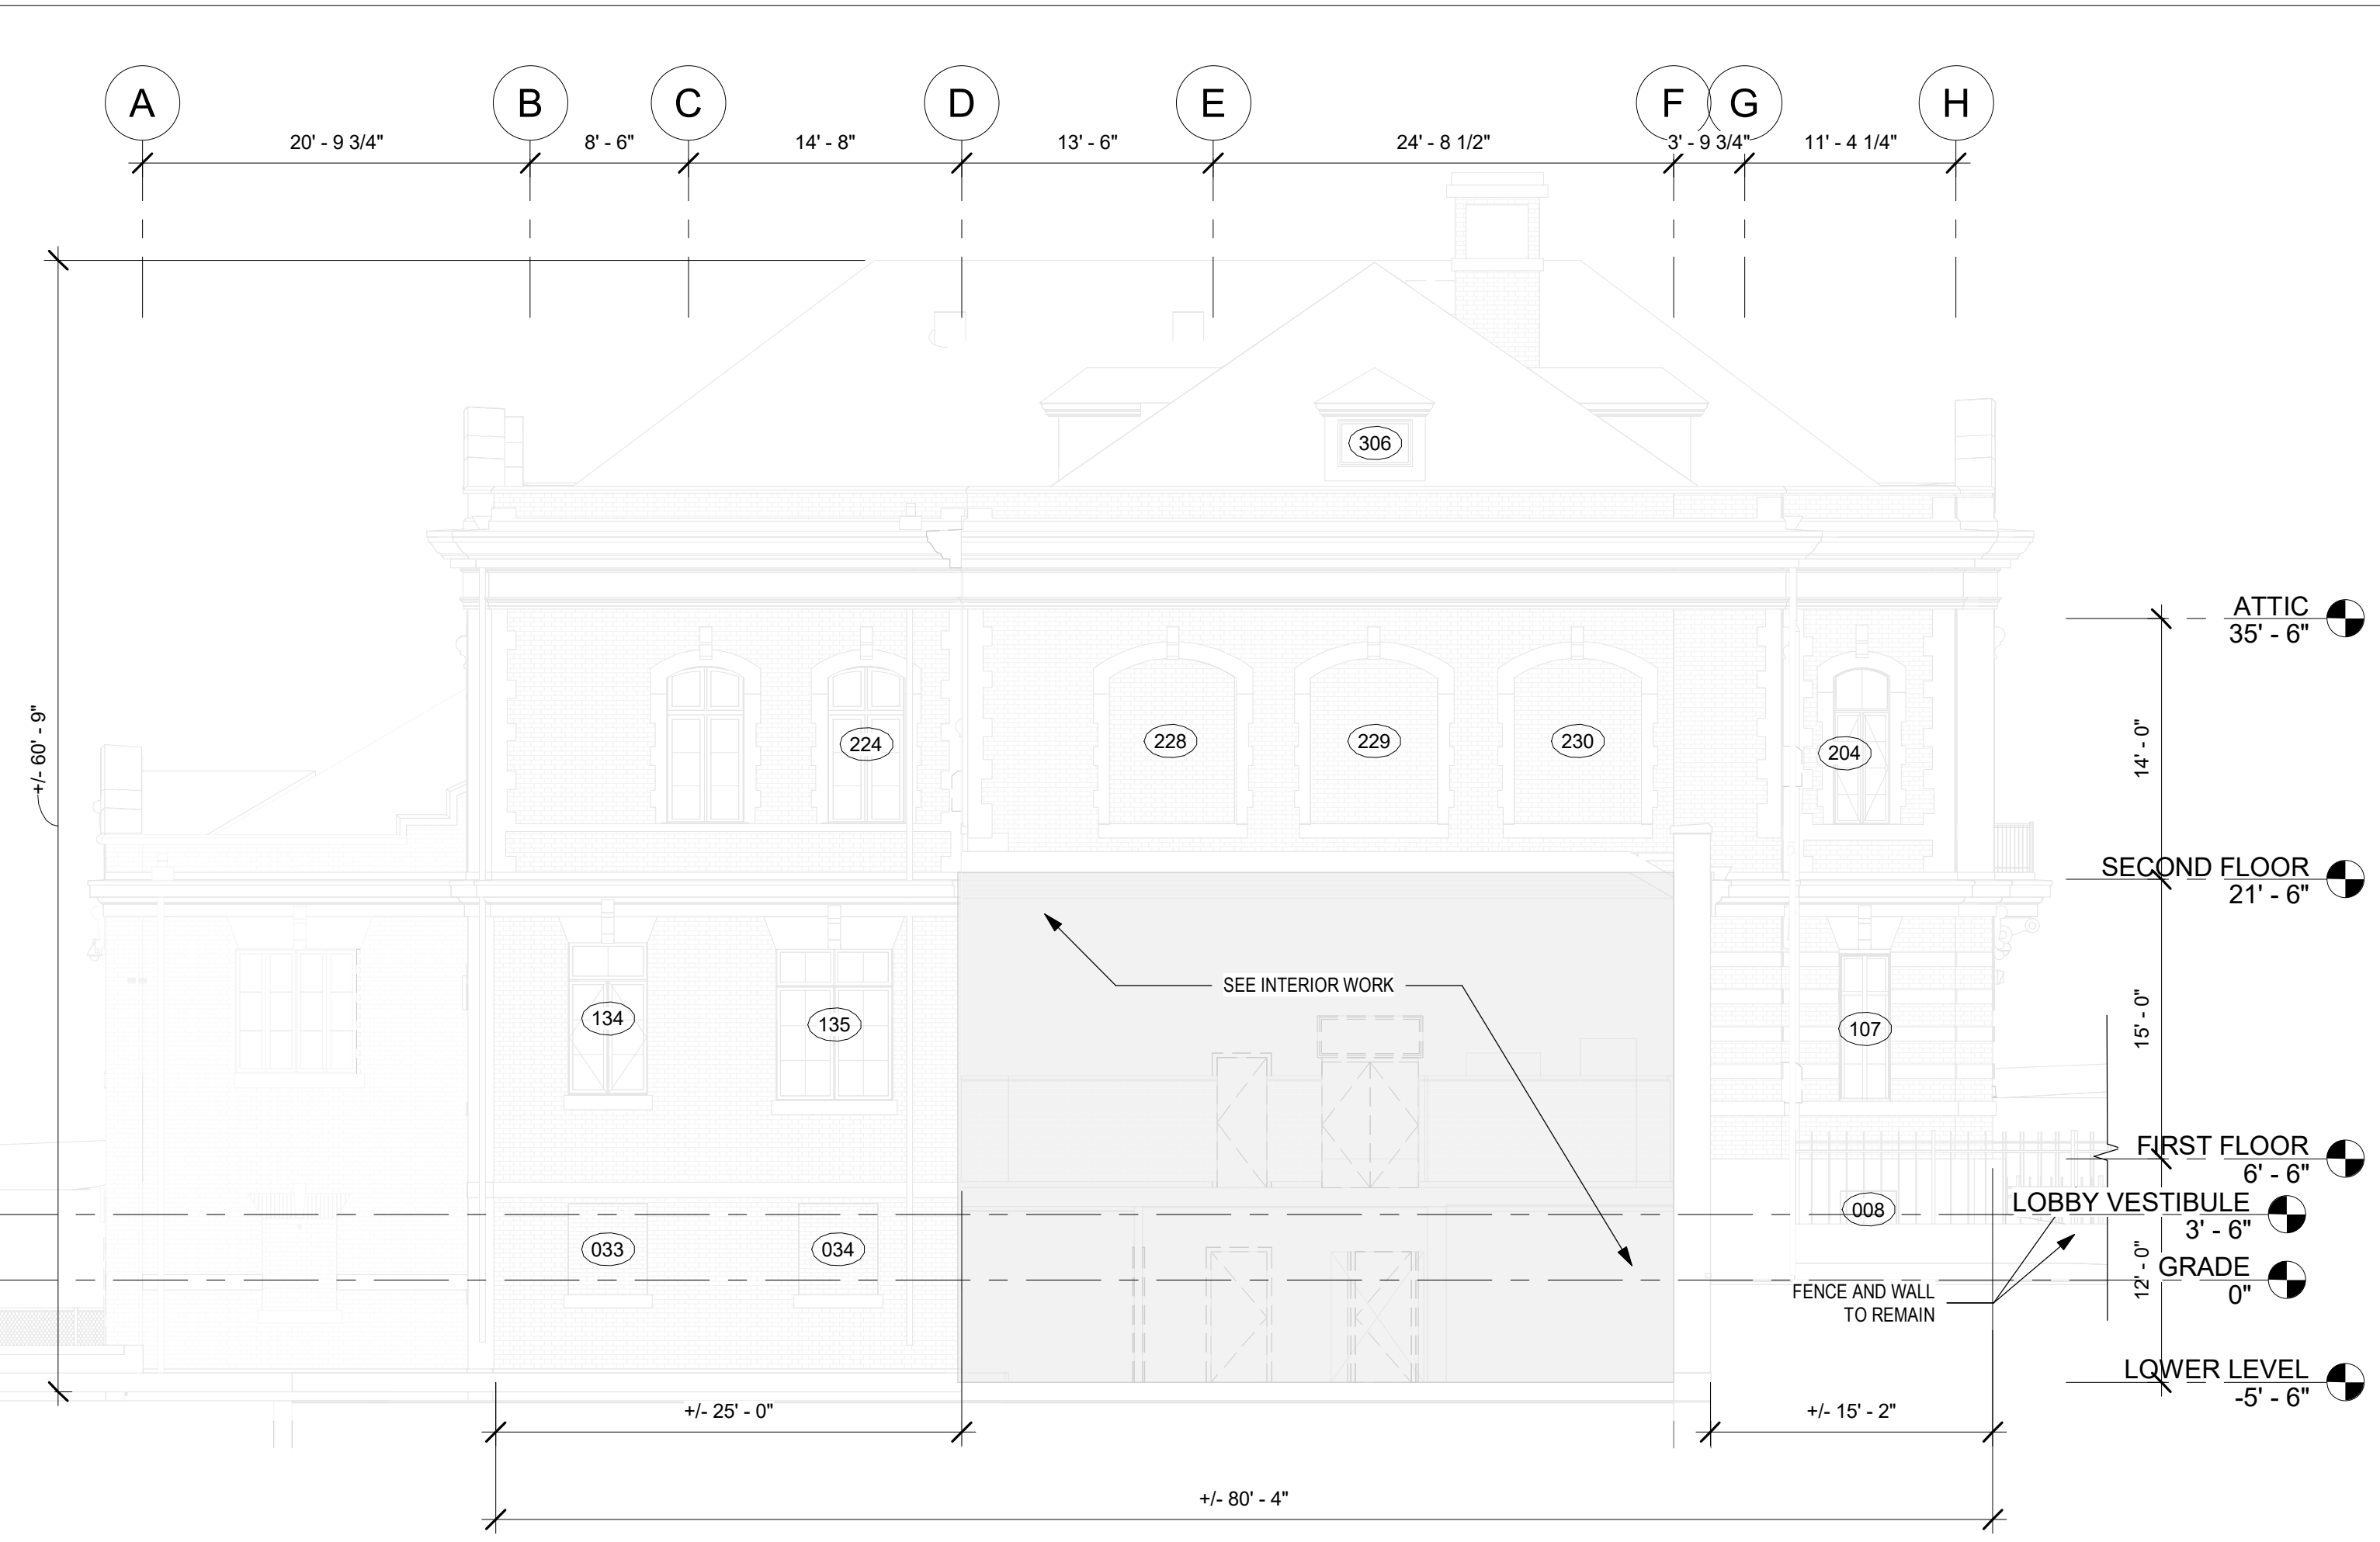 A B C D E F G H
20' - 9 3/4" 8' - 6" 14' - 8" 13' - 6" 24' - 8 1/2" 3' - 9 3/4" 11' - 4 1/4"
306
+/- 60' - 9"
ATTIC
35' - 6"
14' - 0"
224 228 229 230 204
SECOND FLOOR
21' - 6"
SEE INTERIOR WORK
15' - 0"
134 135 107
FIRST FLOOR
6' - 6"
008
LOBBY VESTIBULE
3' - 6"
033 034
12' - 0"
GRADE
0"
FENCE AND WALL
TO REMAIN
LOWER LEVEL
-5' - 6"
+/- 25' - 0" +/- 15' - 2"
+/- 80' - 4"